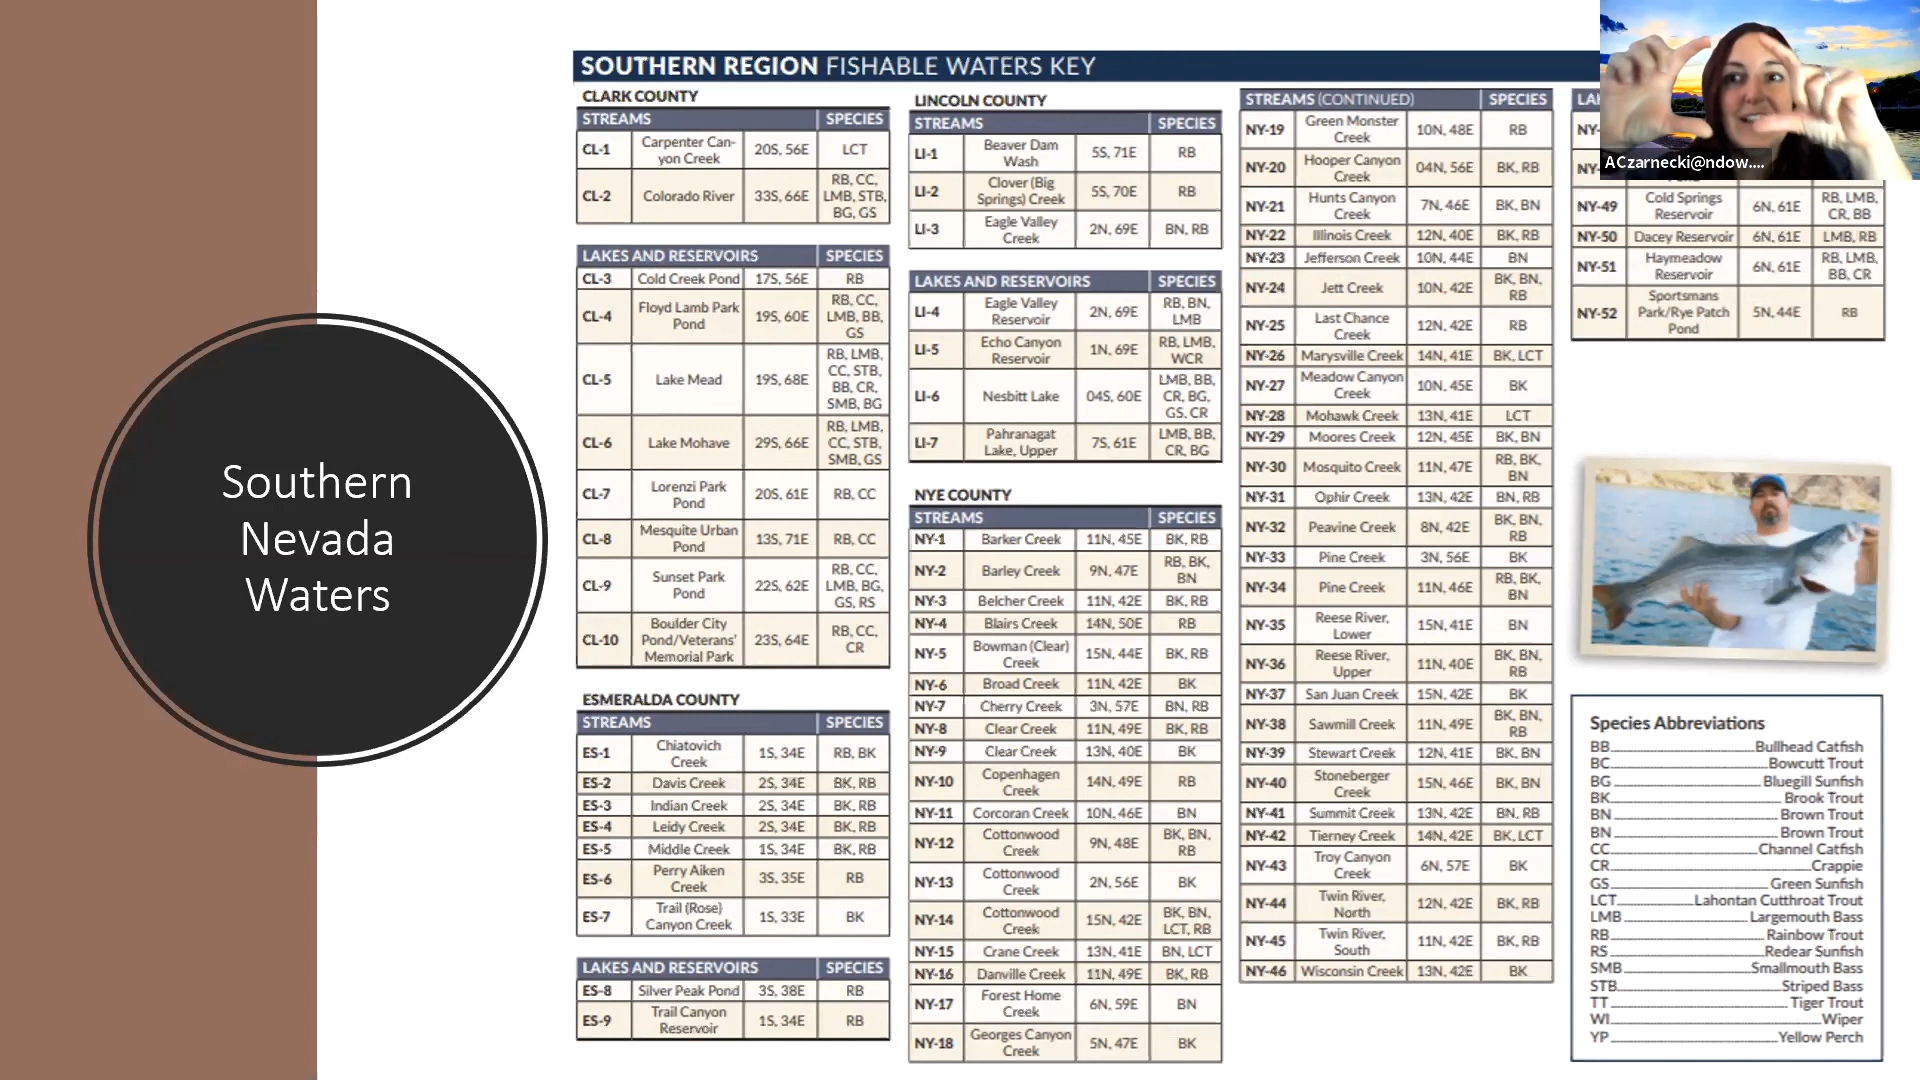 Southern
Nevada
Waters
SOUTHERN REGION FISHABLE WATERS KEY
CLARK COUNTY
STREAMS SPECIES
CL-1 Carpenter Can-yon Creek 20S, 56E LCT
CL-2 Colorado River 33S, 66E RB, CC, LMB, STB, BG, GS
LAKES AND RESERVOIRS SPECIES
CL-3 Cold Creek Pond 17S, 56E RB
CL-4 Floyd Lamb Park Pond 19S, 60E RB, CC, LMB, BB, GS
CL-5 Lake Mead 19S, 68E RB, LMB, CC, STB, BB, CR, SMB, BG
CL-6 Lake Mohave 29S, 66E RB, LMB, CC, STB, SMB, GS
CL-7 Lorenzi Park Pond 20S, 61E RB, CC
CL-8 Mesquite Urban Pond 13S, 71E RB, CC
CL-9 Sunset Park Pond 22S, 62E RB, CC, LMB, BG, GS, RS
CL-10 Boulder City Pond/Veterans' Memorial Park 23S, 64E RB, CC, CR
ESMERALDA COUNTY
STREAMS SPECIES
ES-1 Chiatovich Creek 1S, 34E RB, BK
ES-2 Davis Creek 2S, 34E BK, RB
ES-3 Indian Creek 2S, 34E BK, RB
ES-4 Leidy Creek 2S, 34E BK, RB
ES-5 Middle Creek 1S, 34E BK, RB
ES-6 Perry Aiken Creek 3S, 35E RB
ES-7 Trail (Rose) Canyon Creek 1S, 33E BK
LAKES AND RESERVOIRS SPECIES
ES-8 Silver Peak Pond 3S, 38E RB
ES-9 Trail Canyon Reservoir 1S, 34E RB
LINCOLN COUNTY
STREAMS SPECIES
LI-1 Beaver Dam Wash 5S, 71E RB
LI-2 Clover (Big Springs) Creek 5S, 70E RB
LI-3 Eagle Valley Creek 2N, 69E BN, RB
LAKES AND RESERVOIRS SPECIES
LI-4 Eagle Valley Reservoir 2N, 69E RB, BN, LMB
LI-5 Echo Canyon Reservoir 1N, 69E RB, LMB, WCR
LI-6 Nesbitt Lake 04S, 60E LMB, BB, CR, BG, GS, CR
LI-7 Pahranagat Lake, Upper 7S, 61E LMB, BB, CR, BG
NYE COUNTY
STREAMS SPECIES
NY-1 Barker Creek 11N, 45E BK, RB
NY-2 Barley Creek 9N, 47E RB, BK, BN
NY-3 Belcher Creek 11N, 42E BK, RB
NY-4 Blairs Creek 14N, 50E RB
NY-5 Bowman (Clear) Creek 15N, 44E BK, RB
NY-6 Broad Creek 11N, 42E BK
NY-7 Cherry Creek 3N, 57E BN, RB
NY-8 Clear Creek 11N, 49E BK, RB
NY-9 Clear Creek 13N, 40E BK
NY-10 Copenhagen Creek 14N, 49E RB
NY-11 Corcoran Creek 10N, 46E BN
NY-12 Cottonwood Creek 9N, 48E BK, BN, RB
NY-13 Cottonwood Creek 2N, 56E BK
NY-14 Cottonwood Creek 15N, 42E BK, BN, LCT, RB
NY-15 Crane Creek 13N, 41E BN, LCT
NY-16 Danville Creek 11N, 49E BK, RB
NY-17 Forest Home Creek 6N, 59E BN
NY-18 Georges Canyon Creek 5N, 47E BK
STREAMS (CONTINUED) SPECIES
NY-19 Green Monster Creek 10N, 48E RB
NY-20 Hooper Canyon Creek 04N, 56E BK, RB
NY-21 Hunts Canyon Creek 7N, 46E BK, BN
NY-22 Illinois Creek 12N, 40E BK, RB
NY-23 Jefferson Creek 10N, 44E BN
NY-24 Jett Creek 10N, 42E BK, BN, RB
NY-25 Last Chance Creek 12N, 42E RB
NY-26 Marysville Creek 14N, 41E BK, LCT
NY-27 Meadow Canyon Creek 10N, 45E BK
NY-28 Mohawk Creek 13N, 41E LCT
NY-29 Moores Creek 12N, 45E BK, BN
NY-30 Mosquito Creek 11N, 47E RB, BK, BN
NY-31 Ophir Creek 13N, 42E BN, RB
NY-32 Peavine Creek 8N, 42E BK, BN, RB
NY-33 Pine Creek 3N, 56E BK
NY-34 Pine Creek 11N, 46E RB, BK, BN
NY-35 Reese River, Lower 15N, 41E BN
NY-36 Reese River, Upper 11N, 40E BK, BN, RB
NY-37 San Juan Creek 15N, 42E BK
NY-38 Sawmill Creek 11N, 49E BK, BN, RB
NY-39 Stewart Creek 12N, 41E BK, BN
NY-40 Stoneberger Creek 15N, 46E BK, BN
NY-41 Summit Creek 13N, 42E BN, RB
NY-42 Tierney Creek 14N, 42E BK, LCT
NY-43 Troy Canyon Creek 6N, 57E BK
NY-44 Twin River, North 12N, 42E BK, RB
NY-45 Twin River, South 11N, 42E BK, RB
NY-46 Wisconsin Creek 13N, 42E BK
ACzarnecki@ndow....
NY-49 Cold Springs Reservoir 6N, 61E RB, LMB, CR, BB
NY-50 Dacey Reservoir 6N, 61E LMB, RB
NY-51 Haymeadow Reservoir 6N, 61E RB, LMB, BB, CR
NY-52 Sportsmans Park/Rye Patch Pond 5N, 44E RB
Species Abbreviations
BB Bullhead Catfish
BC Bowcutt Trout
BG Bluegill Sunfish
BK Brook Trout
BN Brown Trout
BN Brown Trout
CC Channel Catfish
CR Crappie
GS Green Sunfish
LCT Lahontan Cutthroat Trout
LMB Largemouth Bass
RB Rainbow Trout
RS Redear Sunfish
SMB Smallmouth Bass
STB Striped Bass
TT Tiger Trout
WI Wiper
YP Yellow Perch